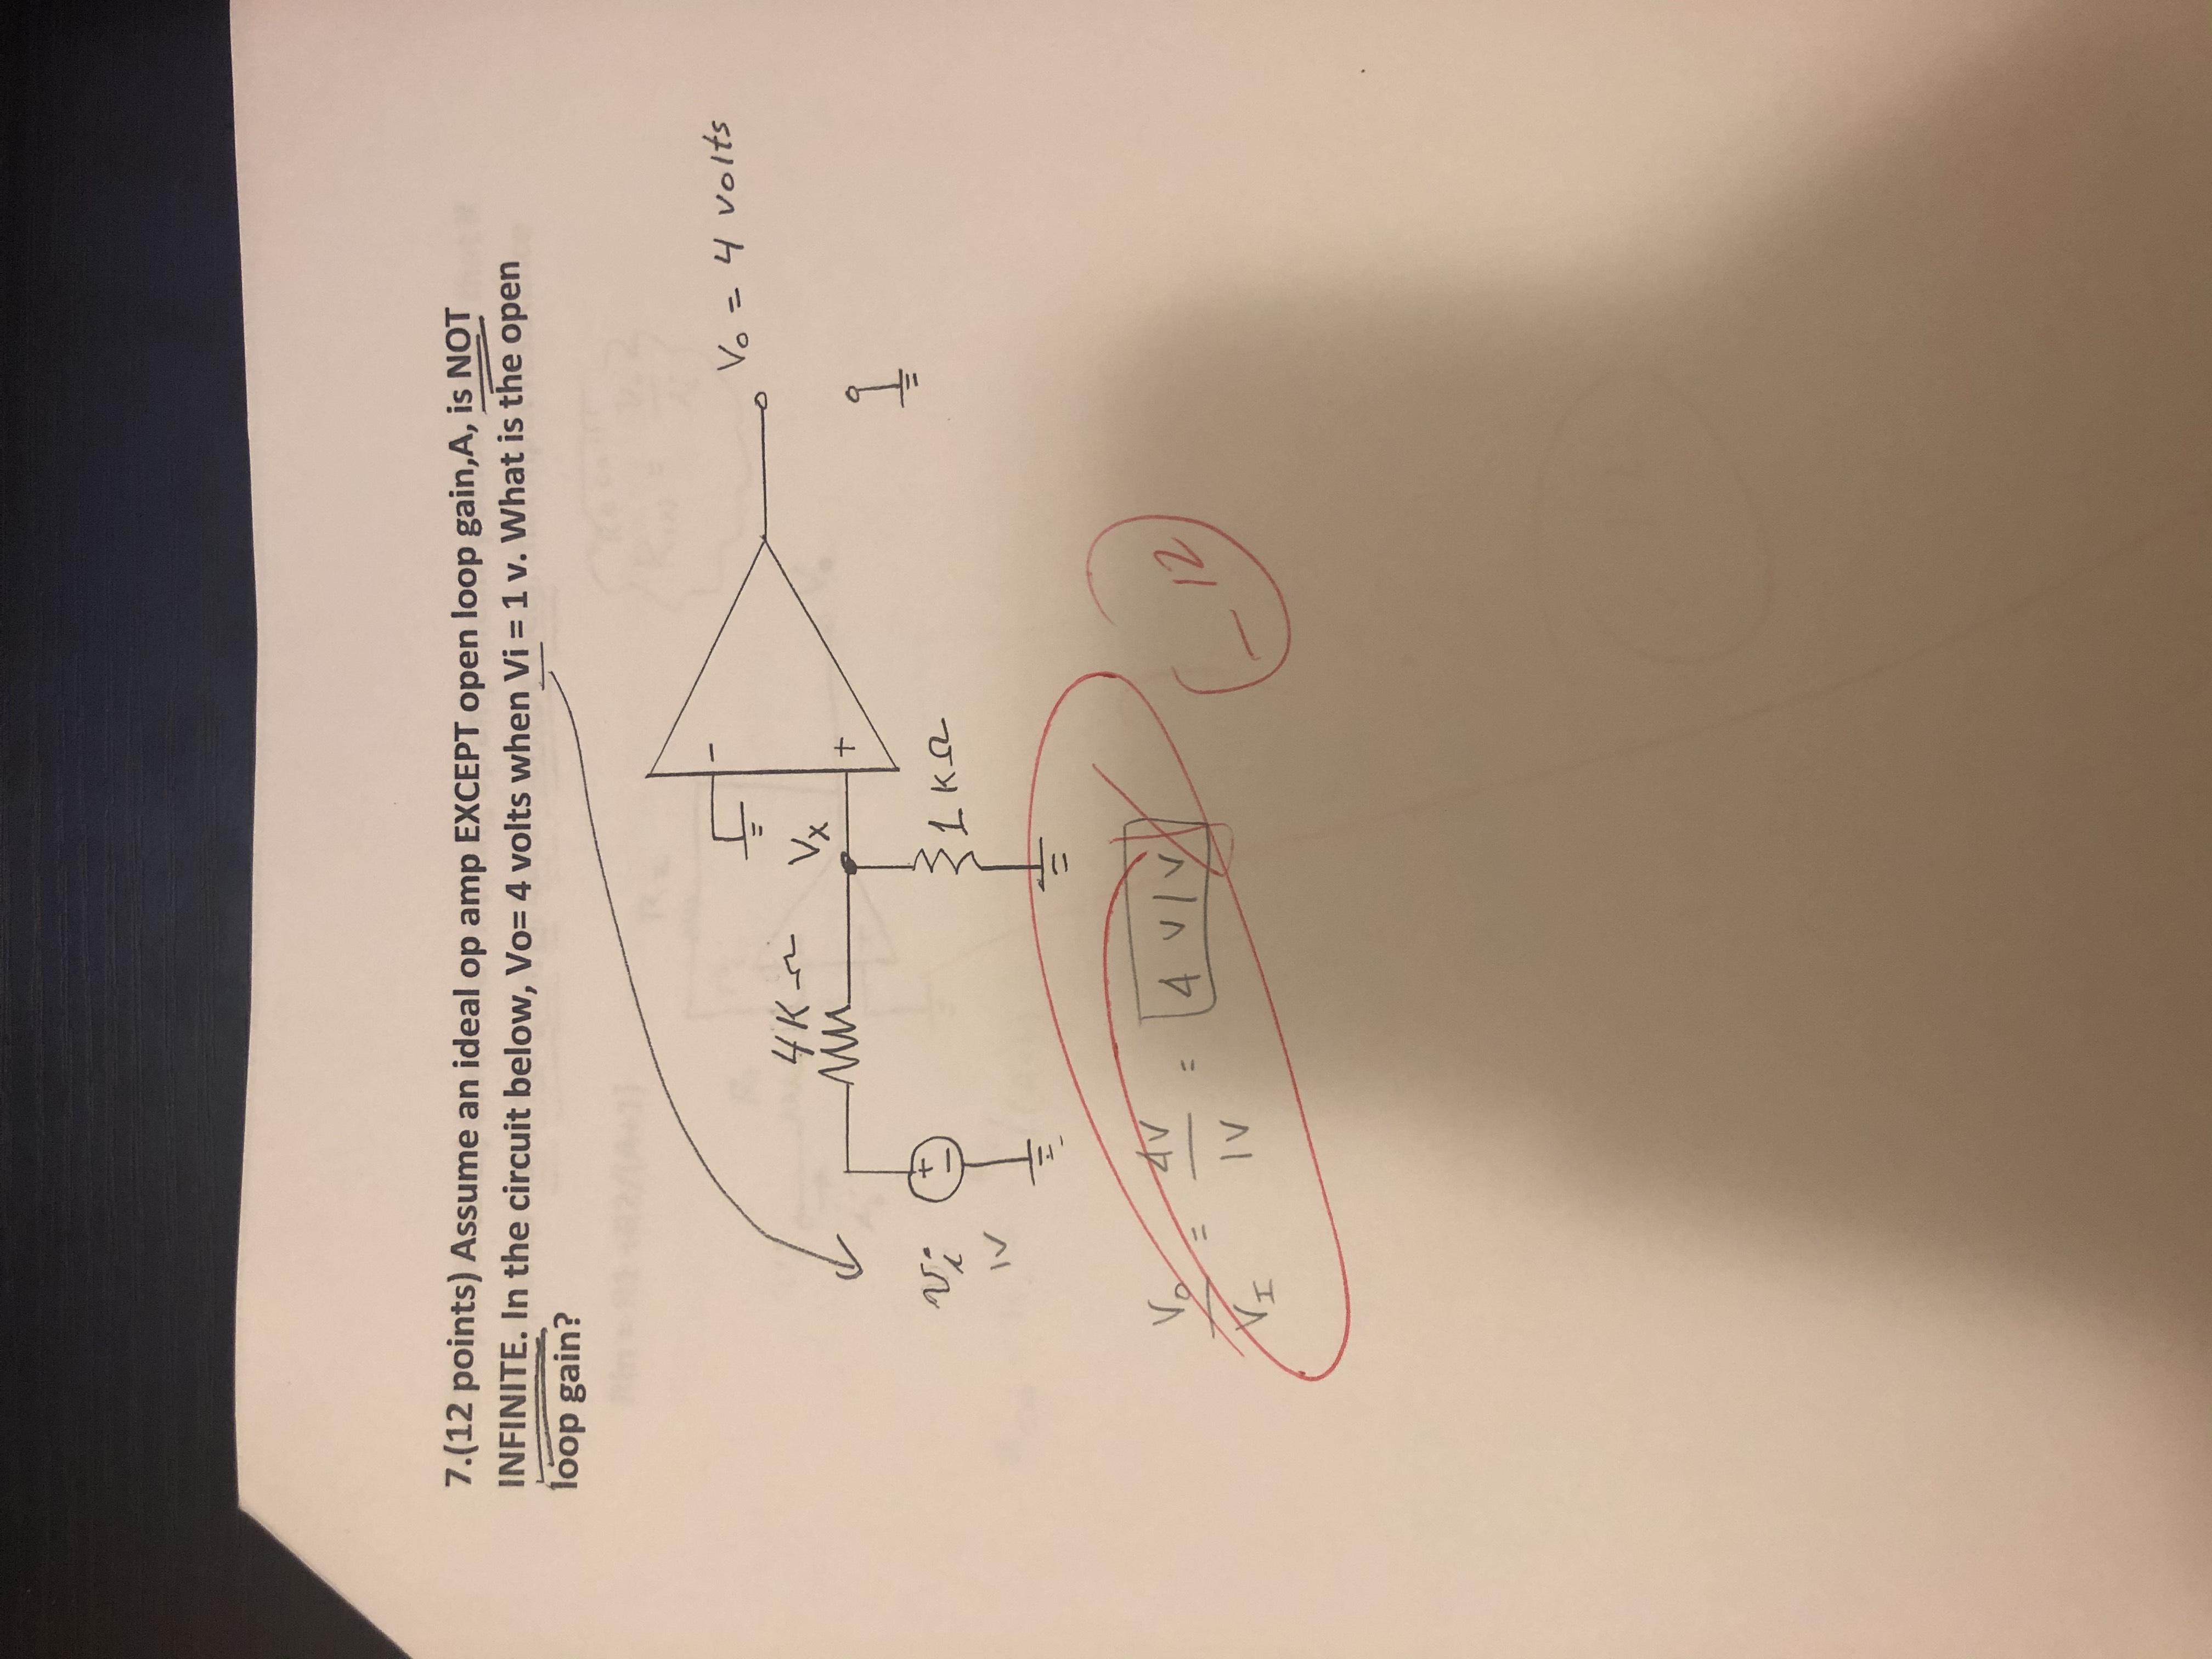 7.(12 points) Assume an ideal op amp EXCEPT open loop gain,A, is NOT
INFINITE. In the circuit below, Vo= 4 volts when Vi = 1 v. What is the open
loop gain?
Vo = 4 volts
−
4K Ω
Vx
+
vi
+
−
1 KΩ
1V
Vo
VI
=
4V
1V
=
4 V/V
−12